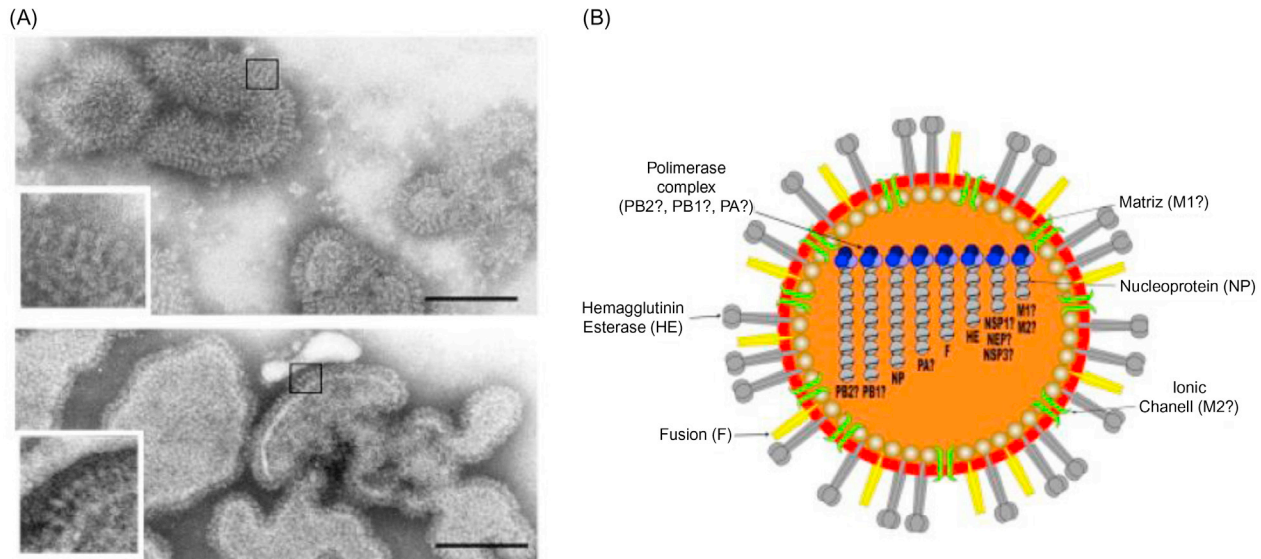 (A)
(B)
Polimerase
complex
(PB2?, PB1?, PA?)
Hemagglutinin
Esterase (HE)
Fusion (F)
Matriz (M1?)
Nucleoprotein (NP)
Ionic
Chanell (M2?)
PB2? PB1?
NP
PA?
F
HE
NSP1?
NEP?
NSP3?
M1?
M2?